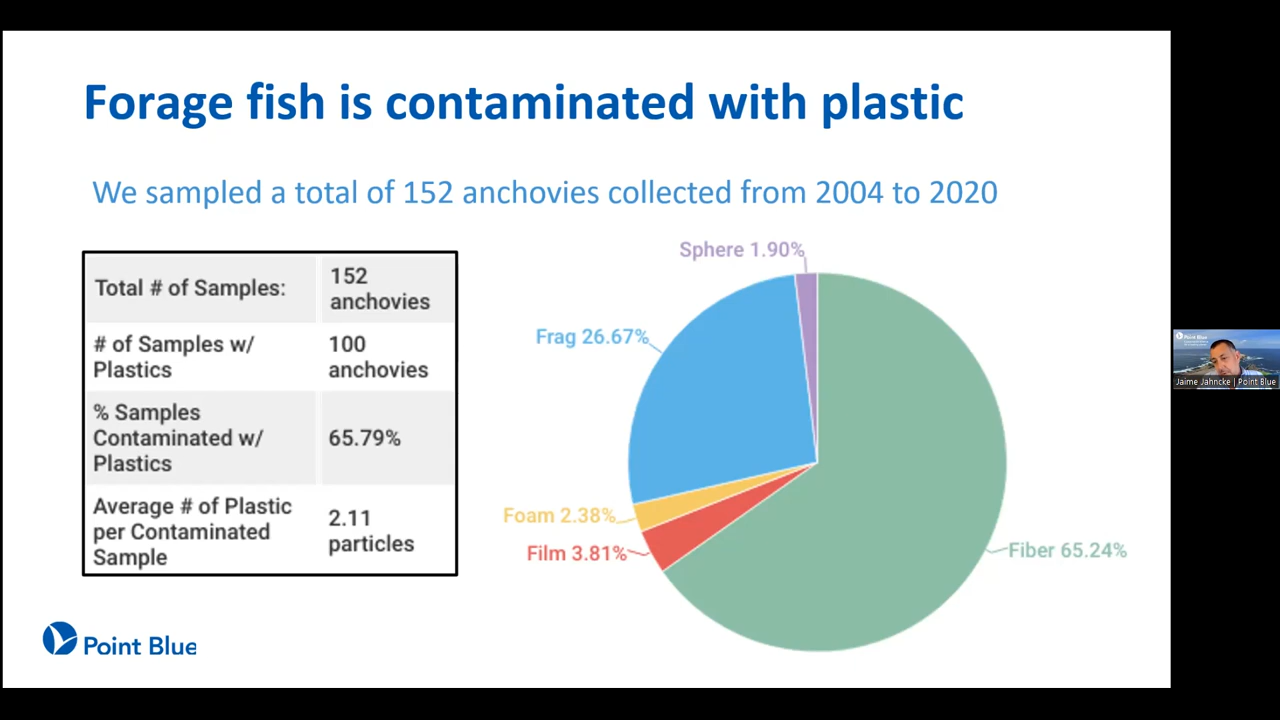 Forage fish is contaminated with plastic
We sampled a total of 152 anchovies collected from 2004 to 2020
Total # of Samples:
152
anchovies
# of Samples w/
Plastics
100
anchovies
% Samples
Contaminated w/
Plastics
65.79%
Average # of Plastic
per Contaminated
Sample
2.11
particles
Sphere 1.90%
Frag 26.67%
Foam 2.38%
Film 3.81%
Fiber 65.24%
Point Blue
Point Blue
Jaime Jahncke | Point Blue